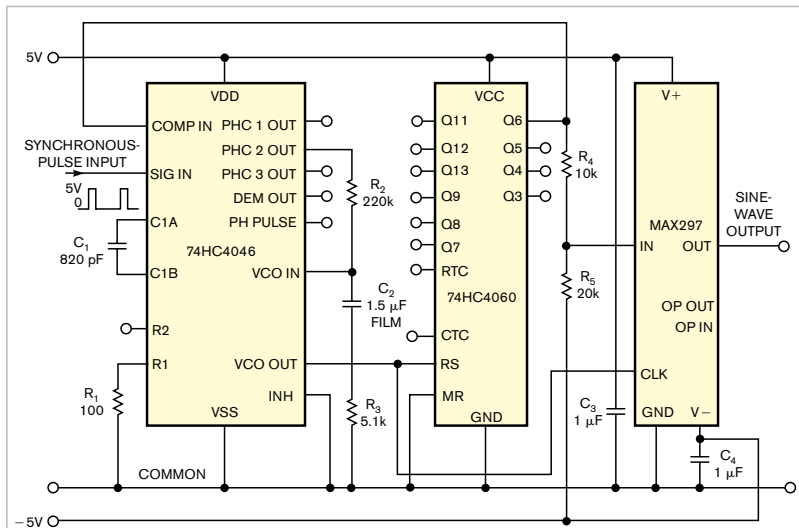 5V
VDD
VCC
V+
COMP IN
PHC 1 OUT
Q11
Q6
SYNCHRONOUS-
PULSE INPUT
PHC 2 OUT
Q12
Q5
R4
10k
SIG IN
PHC 3 OUT
Q13
Q4
5V
0
R2
220k
DEM OUT
Q9
Q3
SINE-
WAVE
OUTPUT
C1A
PH PULSE
Q8
MAX297
C1
820 pF
74HC4046
Q7
IN
OUT
C1B
VCO IN
RTC
R5
20k
C2
1.5 μF
FILM
74HC4060
OP OUT
OP IN
R2
CTC
R1
VCO OUT
RS
CLK
R1
100
INH
R3
5.1k
MR
C3
1 μF
VSS
GND
GND
V−
C4
1 μF
COMMON
−5V